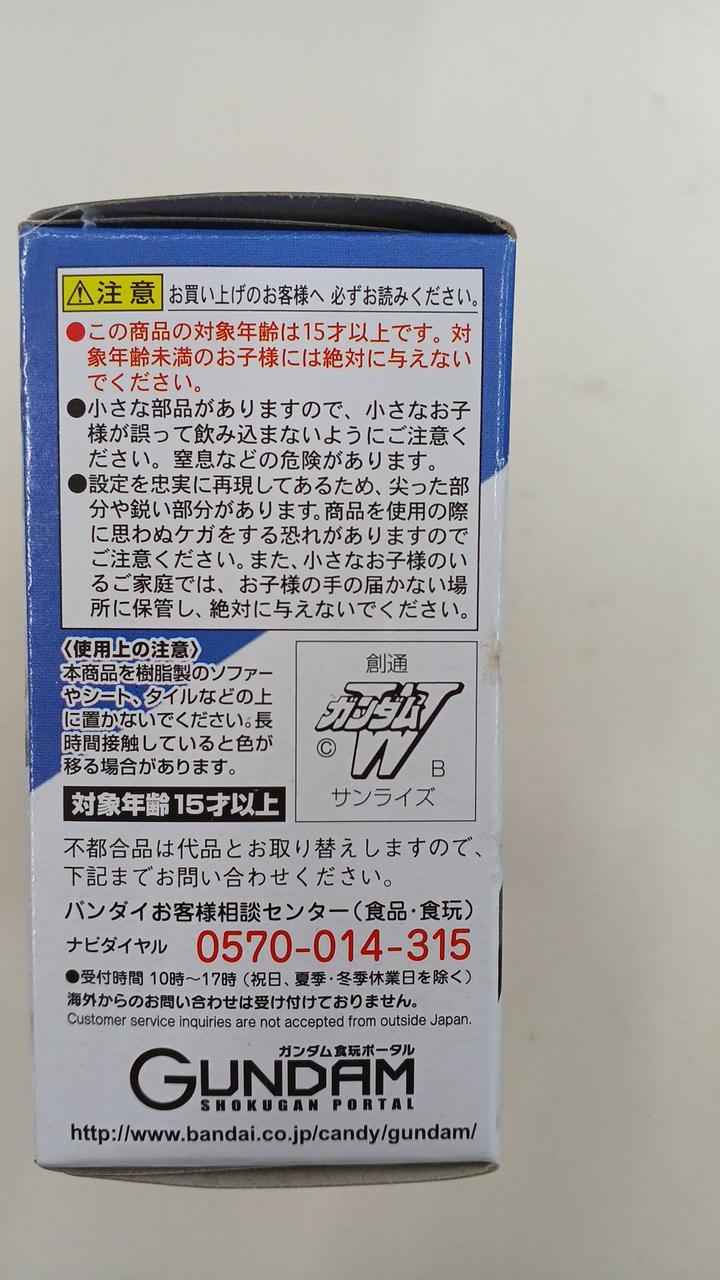 ⚠注意 お買い上げのお客様へ 必ずお読みください。
●この商品の対象年齢は15才以上です。対
象年齢未満のお子様には絶対に与えない
でください。
●小さな部品がありますので、小さなお子
様が誤って飲み込まないようにご注意く
ださい。窒息などの危険があります。
●設定を忠実に再現してあるため、尖った部
分や鋭い部分があります。商品を使用の際
に思わぬケガをする恐れがありますので
ご注意ください。また、小さなお子様のい
るご家庭では、お子様の手の届かない場
所に保管し、絶対に与えないでください。
〈使用上の注意〉
本商品を樹脂製のソファー
やシート、タイルなどの上
に置かないでください。長
時間接触していると色が
移る場合があります。
対象年齢15才以上
創通
ガンダムW
© B
サンライズ
不都合品は代品とお取り替えしますので、
下記までお問い合わせください。
バンダイお客様相談センター(食品・食玩)
ナビダイヤル 0570-014-315
●受付時間 10時〜17時(祝日、夏季・冬季休業日を除く)
海外からのお問い合わせは受け付けておりません。
Customer service inquiries are not accepted from outside Japan.
ガンダム食玩ポータル
GUNDAM
SHOKUGAN PORTAL
http://www.bandai.co.jp/candy/gundam/